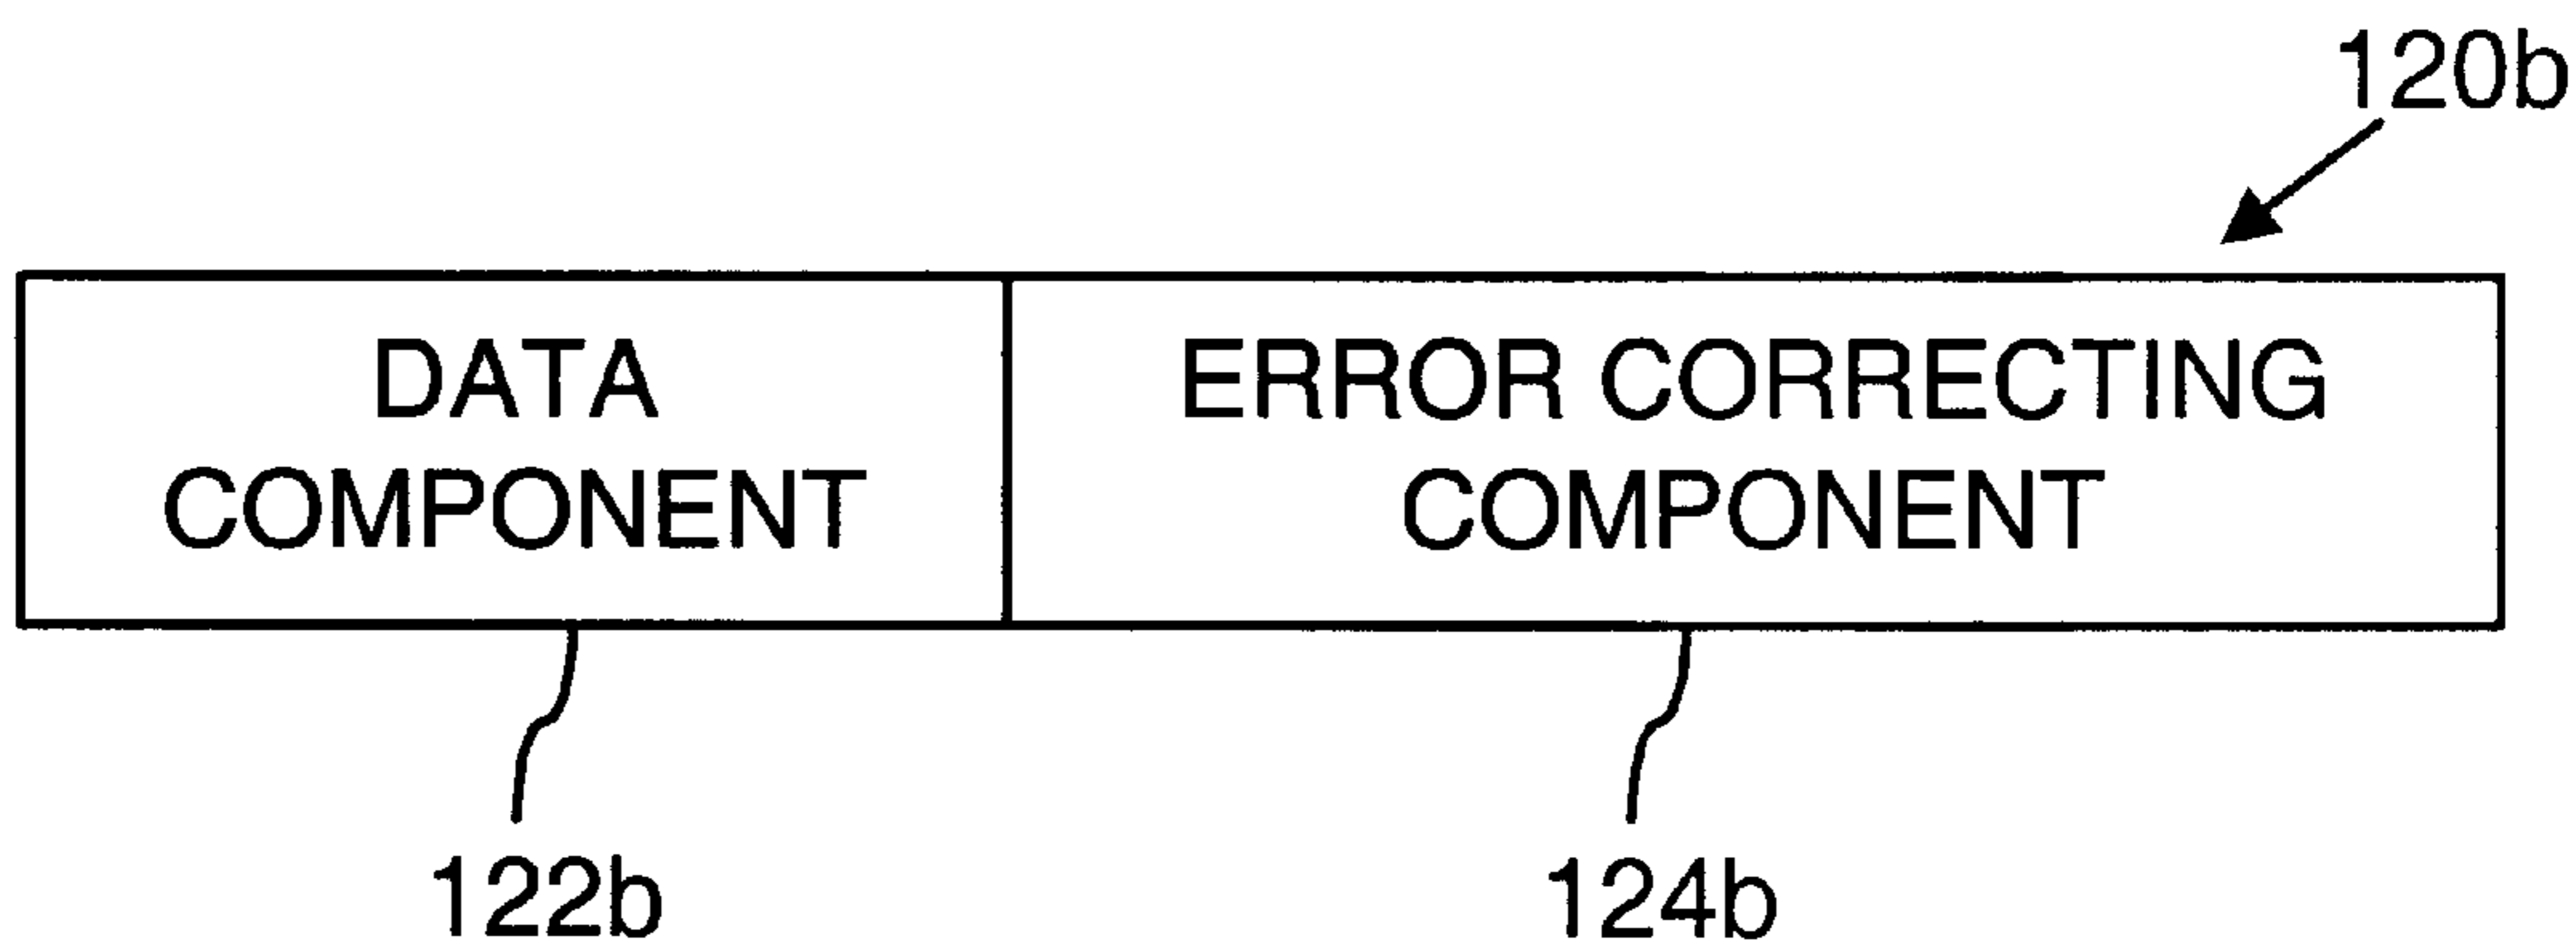 120b
DATA
COMPONENT
ERROR CORRECTING
COMPONENT
122b
124b